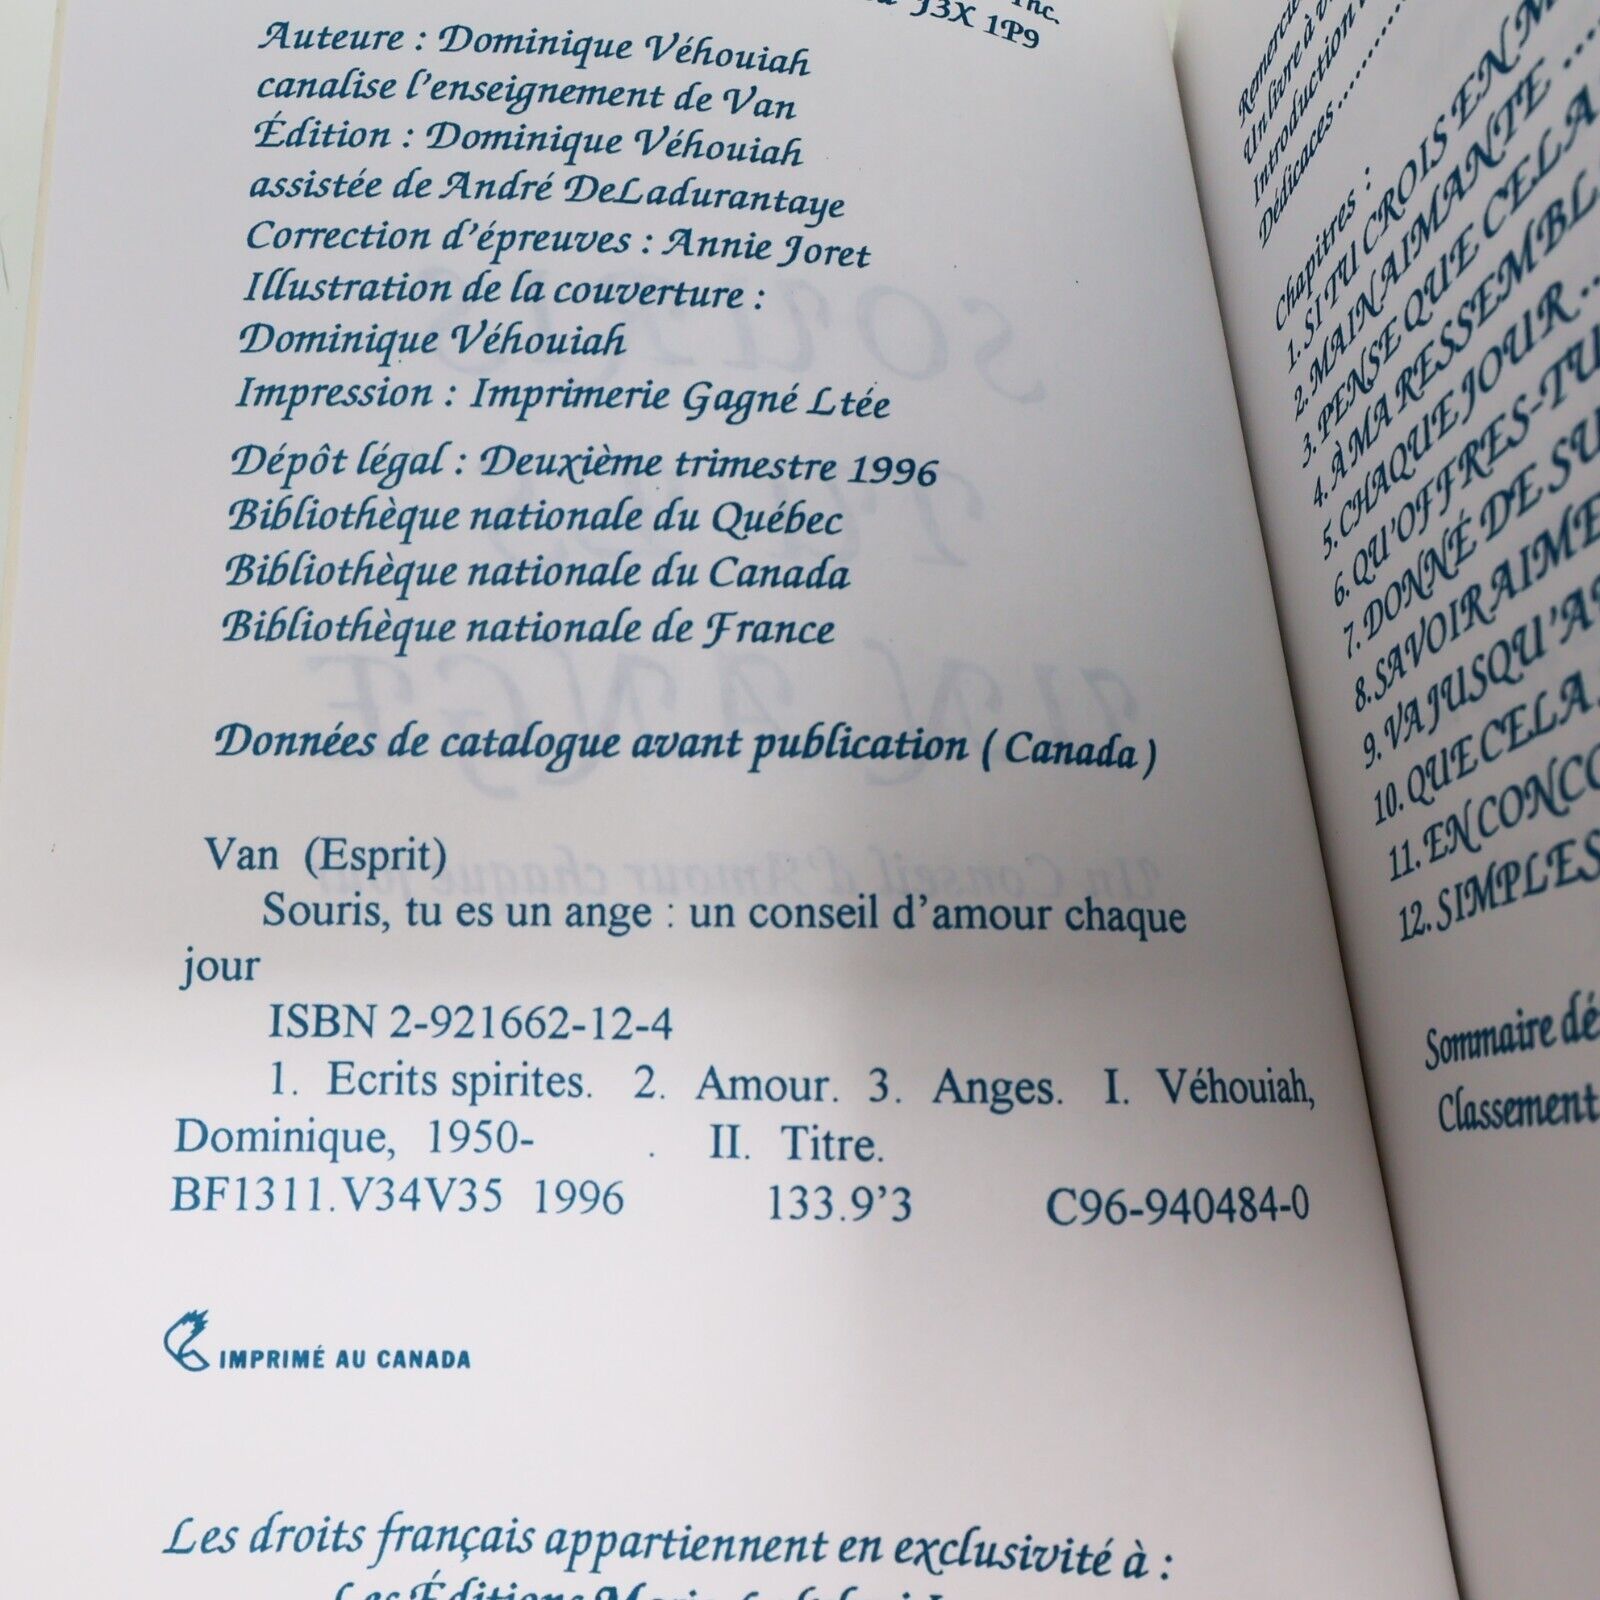 Inc.
J3X 1P9
Auteure : Dominique Véhouiah
canalise l'enseignement de Van
Édition : Dominique Véhouiah
assistée de André DeLadurantaye
Correction d'épreuves : Annie Joret
Illustration de la couverture :
Dominique Véhouiah
Impression : Imprimerie Gagné Ltée
Dépôt légal : Deuxième trimestre 1996
Bibliothèque nationale du Québec
Bibliothèque nationale du Canada
Bibliothèque nationale de France
Données de catalogue avant publication ( Canada )
Van (Esprit)
Souris, tu es un ange : un conseil d'amour chaque
jour
ISBN 2-921662-12-4
1. Ecrits spirites. 2. Amour. 3. Anges. I. Véhouiah,
Dominique, 1950- . II. Titre.
BF1311.V34V35 1996 133.9'3 C96-940484-0
IMPRIMÉ AU CANADA
Les droits français appartiennent en exclusivité à :
Les Éditions
Un livre à
Introduction
Dédicaces ............
Chapitres :
1. SI TU CROIS EN
2. MAIN AIMANTE ...
3. PENSE QUE CELA
4. À MA
5. CHAQUE JOUR ..
6. QU'OFFRES-TU
7. DONNÉ DE
8. SAVOIR
9. VA
10. QUE CELA
11. EN
12. SIMPLES
Sommaire
Classement